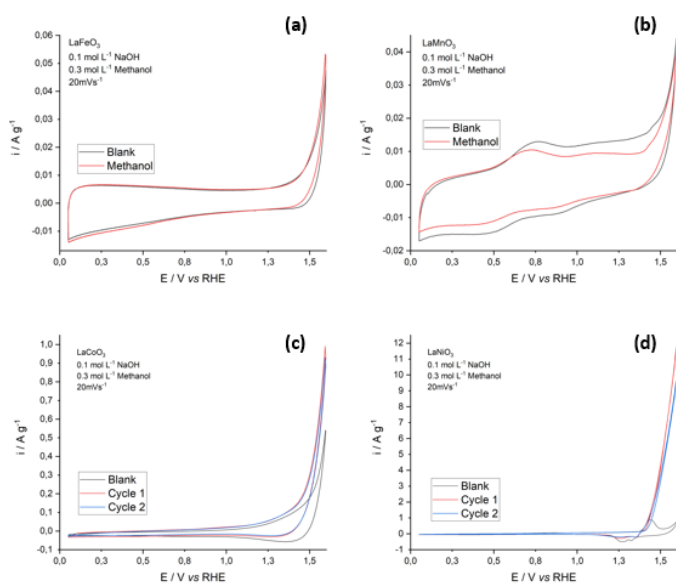 (a)
LaFeO₃
0.1 mol L⁻¹ NaOH
0.3 mol L⁻¹ Methanol
20mVs⁻¹
Blank
Methanol
i / A g⁻¹
0,06
0,05
0,04
0,03
0,02
0,01
0,00
-0,01
0,0 0,3 0,5 0,8 1,0 1,3 1,5
E / V vs RHE
(b)
LaMnO₃
0.1 mol L⁻¹ NaOH
0.3 mol L⁻¹ Methanol
20mVs⁻¹
Blank
Methanol
i / A g⁻¹
0,04
0,03
0,02
0,01
0,00
-0,01
-0,02
0,0 0,3 0,5 0,8 1,0 1,3 1,5
E / V vs RHE
(c)
LaCoO₃
0.1 mol L⁻¹ NaOH
0.3 mol L⁻¹ Methanol
20mVs⁻¹
Blank
Cycle 1
Cycle 2
i / A g⁻¹
1,0
0,9
0,8
0,7
0,6
0,5
0,4
0,3
0,2
0,1
0,0
-0,1
0,0 0,3 0,5 0,8 1,0 1,3 1,5
E / V vs RHE
(d)
LaNiO₃
0.1 mol L⁻¹ NaOH
0.3 mol L⁻¹ Methanol
20mVs⁻¹
Blank
Cycle 1
Cycle 2
i / A g⁻¹
12
11
10
9
8
7
6
5
4
3
2
1
0
-1
0,0 0,3 0,5 0,8 1,0 1,3 1,5
E / V vs RHE